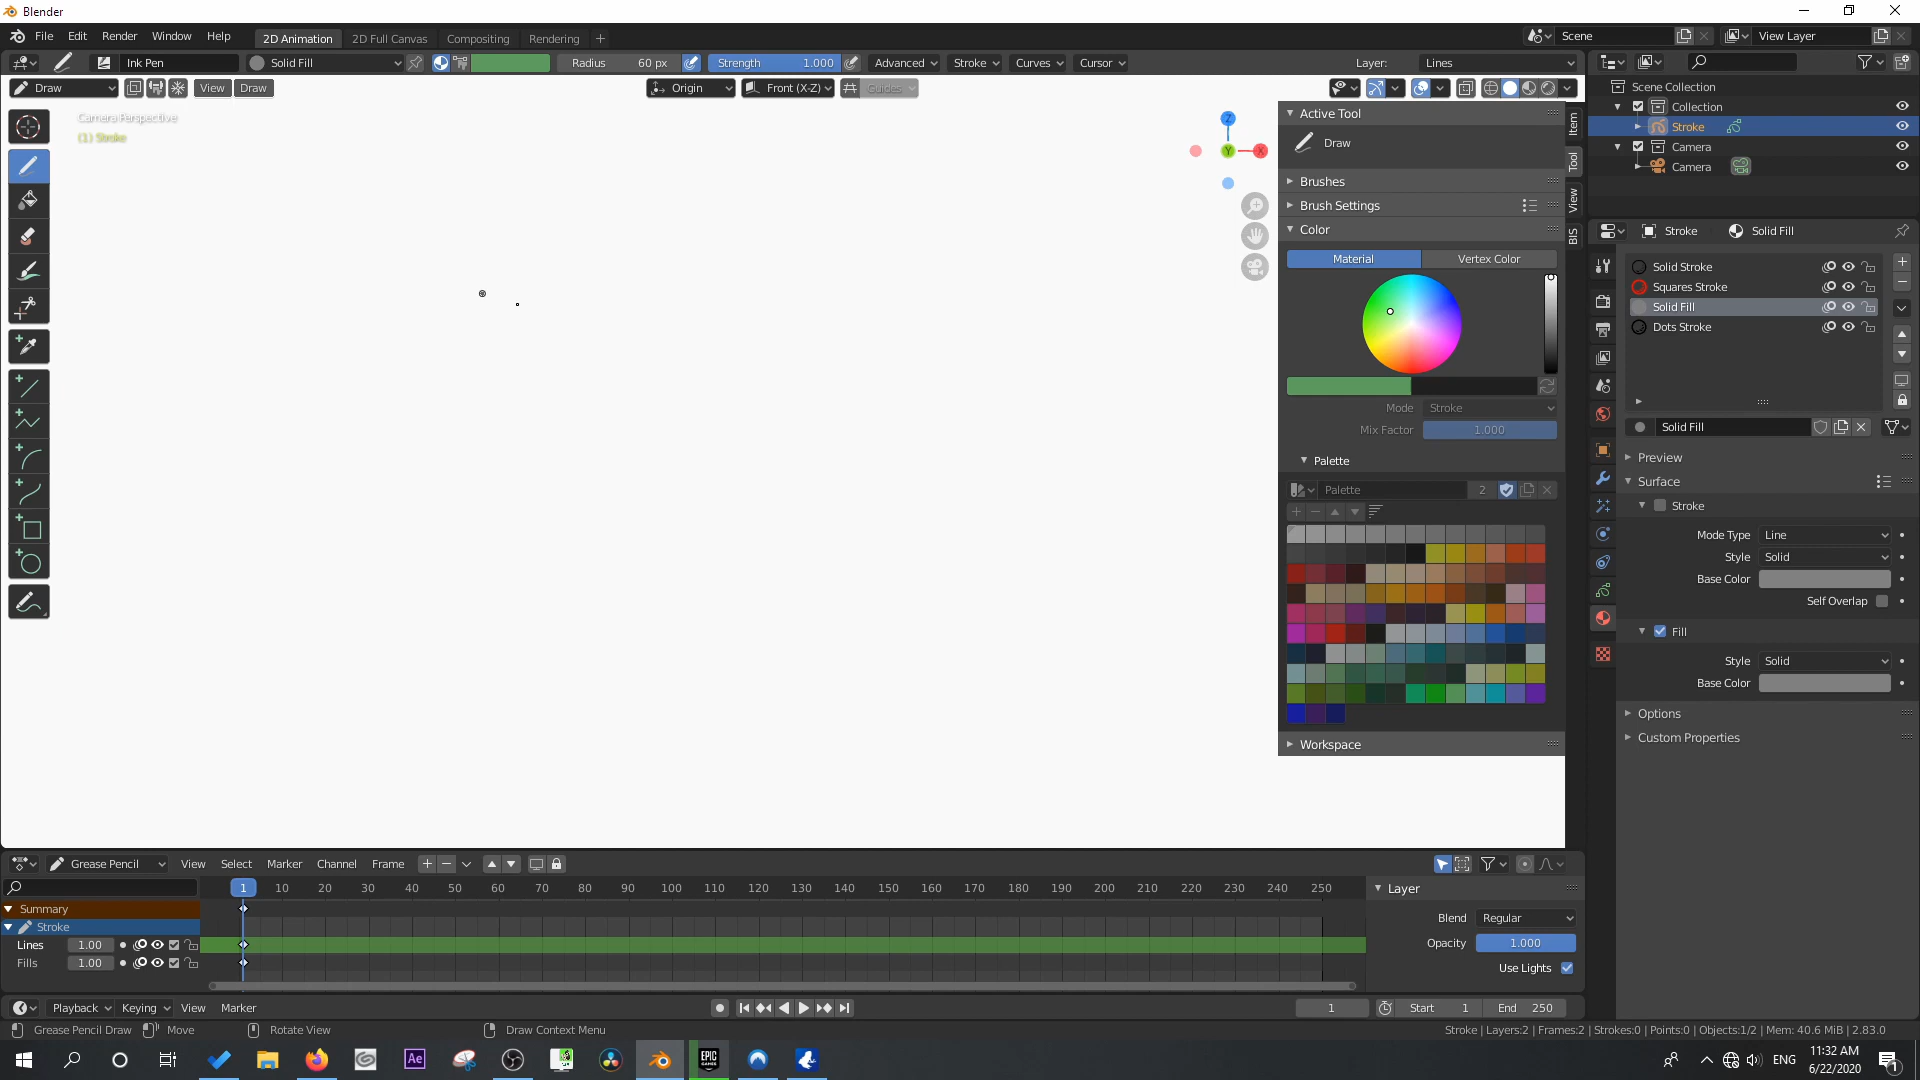 Blender
File Edit Render Window Help 2D Animation 2D Full Canvas Compositing Rendering + Scene View Layer
Ink Pen Solid Fill Radius 60 px Strength 1.000 Advanced Stroke Curves Cursor Layer: Lines
Draw View Draw Origin Front (X-Z) Guides
Camera Perspective
(1) Stroke
Z
Y X
Active Tool
Draw
Brushes
Brush Settings
Color
Material Vertex Color
Mode Stroke
Mix Factor 1.000
Palette
Palette 2
Workspace
Item
Tool
View
BIS
Scene Collection
Collection
Stroke
Camera
Camera
Stroke Solid Fill
Solid Stroke
Squares Stroke
Solid Fill
Dots Stroke
Solid Fill
Preview
Surface
Stroke
Mode Type Line
Style Solid
Base Color
Self Overlap
Fill
Style Solid
Base Color
Options
Custom Properties
Grease Pencil View Select Marker Channel Frame
1 10 20 30 40 50 60 70 80 90 100 110 120 130 140 150 160 170 180 190 200 210 220 230 240 250
Summary
Stroke
Lines 1.00
Fills 1.00
Layer
Blend Regular
Opacity 1.000
Use Lights
Playback Keying View Marker 1 Start 1 End 250
Grease Pencil Draw Move Rotate View Draw Context Menu Stroke | Layers:2 | Frames:2 | Strokes:0 | Points:0 | Objects:1/2 | Mem: 40.6 MiB | 2.83.0
Ae EPIC GAMES ENG 11:32 AM
6/22/2020 1